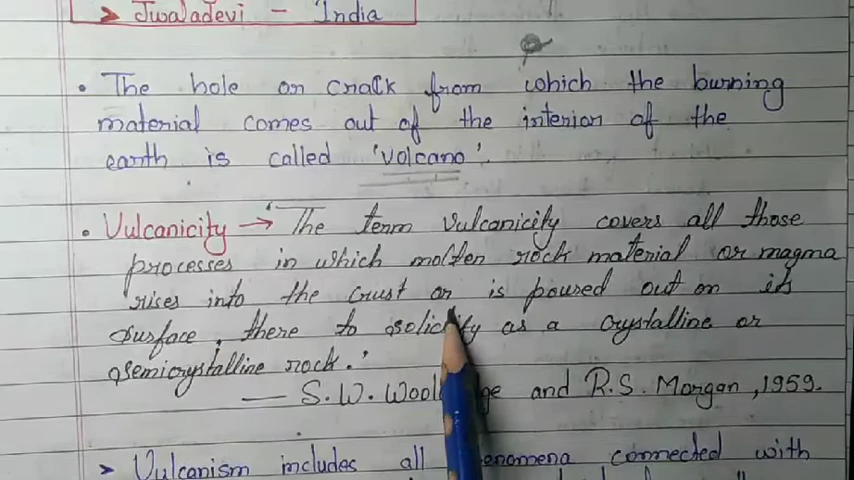 ➤ Jwaladevi – India
• The hole or crack from which the burning
material comes out of the interior of the
earth is called 'volcano'.
• Vulcanicity → 'The term vulcanicity covers all those
processes in which molten rock material or magma
rises into the crust or is poured out on its
surface, there to solidify as a crystalline or
semicrystalline rock.'
— S.W. and R.S. Morgan, 1959.
➤ Vulcanism includes all connected with